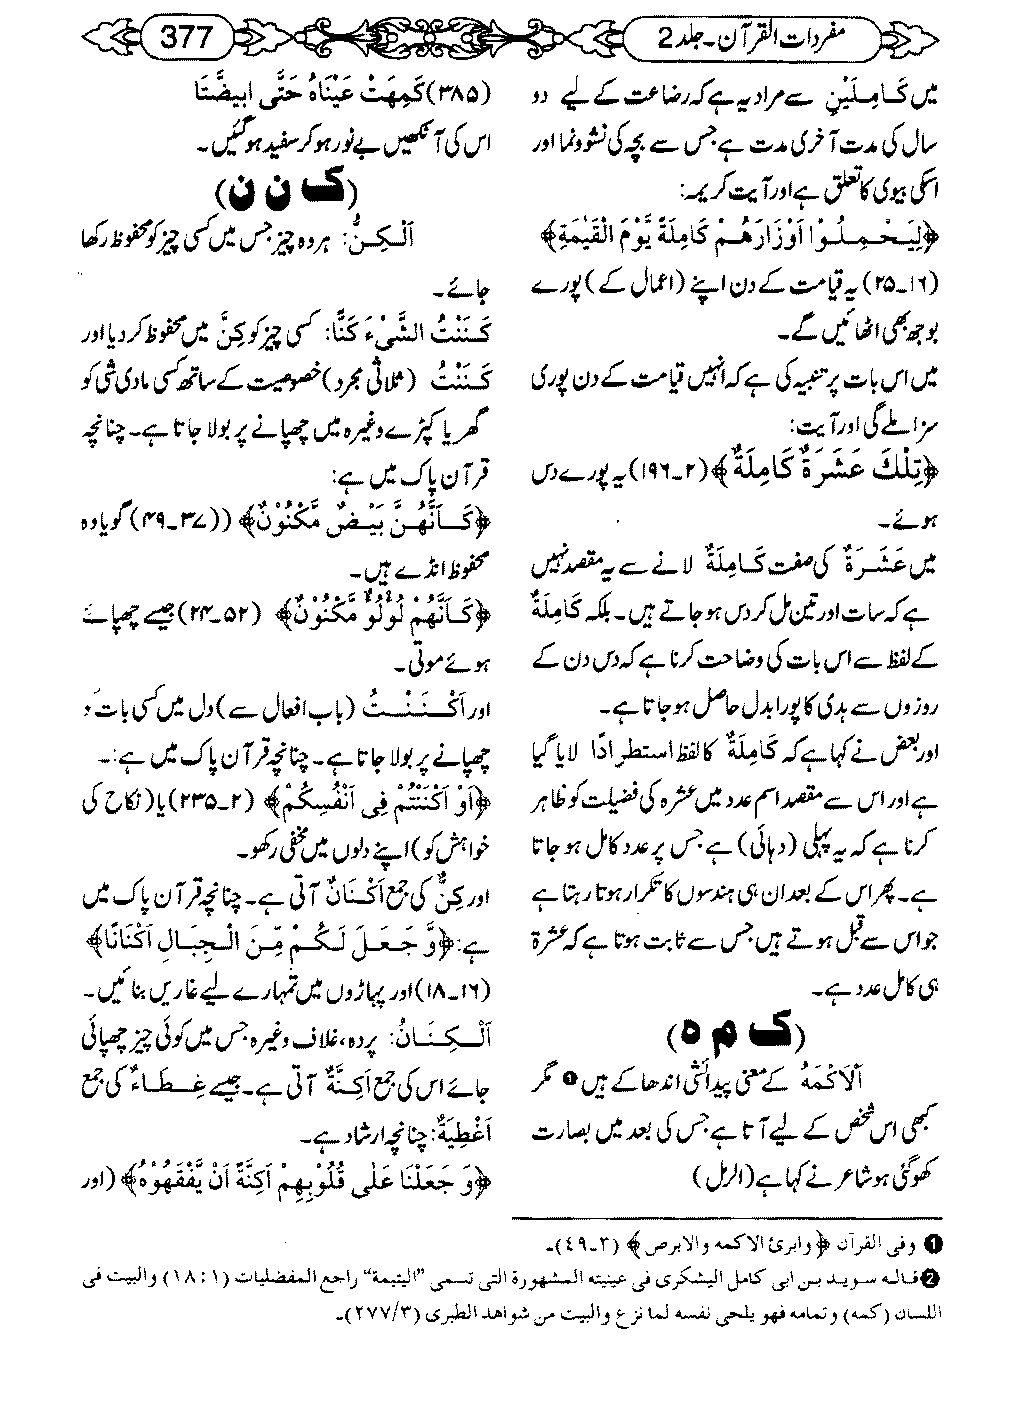 مفردات القرآن۔جلد 2
377
میں کَامِلَیْنِ سے مراد یہ ہے کہ رضاعت کے لیے دو
سال کی مدت آخری مدت ہے جس سے بچہ کی نشوونما اور
اسکی بیوی کا تعلق ہے اور آیت کریمہ:
﴿لِیَحْمِلُوْا اَوْزَارَهُمْ کَامِلَةً یَّوْمَ الْقِیٰمَةِ﴾
(۱۶۔۲۵) یہ قیامت کے دن اپنے (اعمال کے) پورے
بوجھ بھی اٹھائیں گے۔
میں اس بات پر تنبیہ کی ہے کہ انہیں قیامت کے دن پوری
سزا ملے گی اور آیت:
﴿تِلْكَ عَشَرَةٌ کَامِلَةٌ﴾ (۲۔۱۹۶) یہ پورے دس
ہوئے۔
میں عَشَرَةٌ کی صفت کَامِلَةٌ لانے سے یہ مقصد نہیں
ہے کہ سات اور تین مل کر دس ہو جاتے ہیں۔ بلکہ کَامِلَةٌ
کے لفظ سے اس بات کی وضاحت کرنا ہے کہ دس دن کے
روزوں سے ہدی کا پورا بدل حاصل ہو جاتا ہے۔
اور بعض نے کہا ہے کہ کَامِلَةٌ کا لفظ استطرادًا لایا گیا
ہے اور اس سے مقصد اسم عدد میں عشرہ کی فضیلت کو ظاہر
کرنا ہے کہ یہ پہلی (دہائی) ہے جس پر عدد کامل ہو جاتا
ہے۔ پھر اس کے بعد ان ہی ہندسوں کا تکرار ہوتا رہتا ہے
جو اس سے قبل ہوتے ہیں جس سے ثابت ہوتا ہے کہ عشرة
ہی کامل عدد ہے۔
(ک م ہ)
اَلْاَکْمَهُ کے معنی پیدائشی اندھا کے ہیں ❶ مگر
کبھی اس شخص کے لیے آتا ہے جس کی بعد میں بصارت
کھو گئی ہو شاعر نے کہا ہے (الرمل)
(۳۸۵) کَمِهَتْ عَیْنَاهُ حَتَّی ابیضَّتَا
اس کی آنکھیں بے نور ہو کر سفید ہو گئیں۔
(ک ن ن)
اَلْکِنُّ: ہر وہ چیز جس میں کسی چیز کو محفوظ رکھا
جائے۔
کَنَنْتُ الشَّیْءَ کَنًّا: کسی چیز کو کِنّ میں محفوظ کر دیا اور
کَنَنْتُ (ثلاثی مجرد) خصوصیت کے ساتھ کسی مادی شی کو
گھر یا کپڑے وغیرہ میں چھپانے پر بولا جاتا ہے۔ چنانچہ
قرآن پاک میں ہے:
﴿کَاَنَّهُنَّ بَیْضٌ مَّکْنُوْنٌ﴾ ((۳۷۔۴۹) گویا وہ
محفوظ انڈے ہیں۔
﴿کَاَنَّهُمْ لُؤْلُؤٌ مَّکْنُوْنٌ﴾ (۵۲۔۲۴) جیسے چھپائے
ہوئے موتی۔
اور اَکْنَنْتُ (باب افعال سے) دل میں کسی بات و
چھپانے پر بولا جاتا ہے۔ چنانچہ قرآن پاک میں ہے:۔
﴿اَوْ اَکْنَنْتُمْ فِی اَنْفُسِکُمْ﴾ (۲۔۲۳۵) یا (نکاح کی
خواہش کو) اپنے دلوں میں مخفی رکھو۔
اور کِنٌّ کی جمع اَکْنَانٌ آتی ہے۔ چنانچہ قرآن پاک میں
ہے: ﴿وَّ جَعَلَ لَکُمْ مِّنَ الْجِبَالِ اَکْنَانًا﴾
(۱۶۔۱۸) اور پہاڑوں میں تمہارے لیے غاریں بنائیں۔
اَلْکِنَانُ: پردہ، غلاف وغیرہ جس میں کوئی چیز چھپائی
جائے اس کی جمع اَکِنَّةٌ آتی ہے۔ جیسے غِطَاءٌ کی جمع
اَغْطِیَةٌ: چنانچہ ارشاد ہے۔
﴿وَ جَعَلْنَا عَلٰی قُلُوْبِهِمْ اَکِنَّةً اَنْ یَّفْقَهُوْهُ﴾ (اور
❶ وفی القرآن ﴿وابرئ الاکمه والابرص﴾ (۳۔۴۹)۔
❷ قاله سوید بن ابی کامل الیشکری فی عینیته المشهورة التی تسمی "الیتیمة" راجع المفضلیات (۱:۱۸) والبیت فی
اللسان (کمه) وتمامه فهو یلحی نفسه لما نزع والبیت من شواهد الطبری (۳/۲۷۷)۔